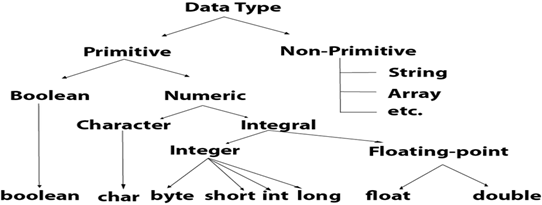 Data Type
Primitive
Non-Primitive
String
Boolean
Numeric
Array
etc.
Character
Integral
Integer
Floating-point
boolean
char
byte
short
int
long
float
double